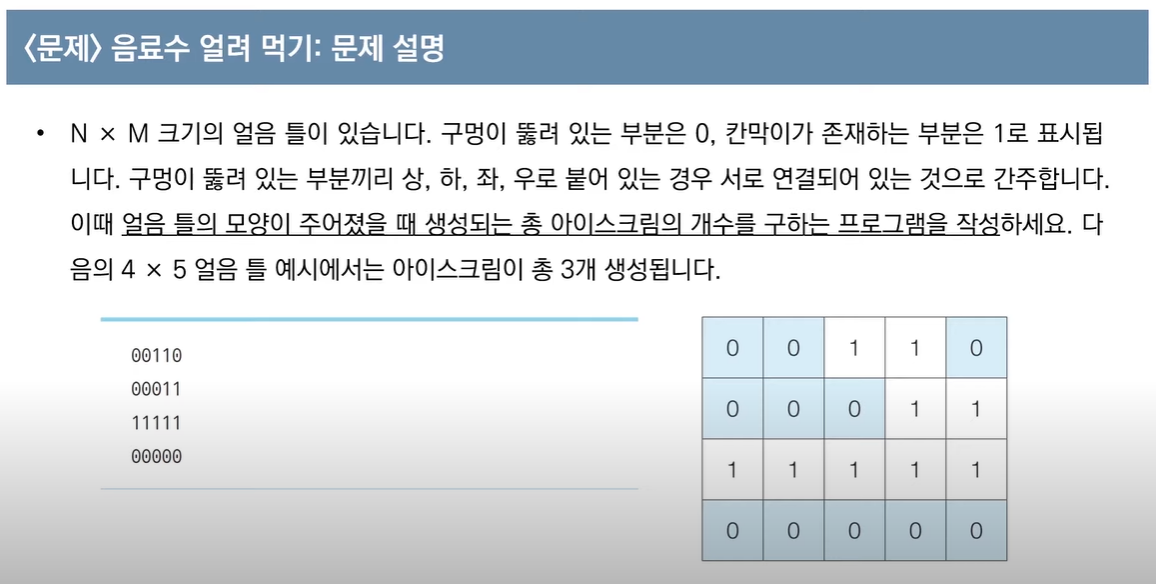 <문제> 음료수 얼려 먹기: 문제 설명
• N × M 크기의 얼음 틀이 있습니다. 구멍이 뚫려 있는 부분은 0, 칸막이가 존재하는 부분은 1로 표시됩
니다. 구멍이 뚫려 있는 부분끼리 상, 하, 좌, 우로 붙어 있는 경우 서로 연결되어 있는 것으로 간주합니다.
이때 얼음 틀의 모양이 주어졌을 때 생성되는 총 아이스크림의 개수를 구하는 프로그램을 작성하세요. 다
음의 4 × 5 얼음 틀 예시에서는 아이스크림이 총 3개 생성됩니다.
00110
00011
11111
00000
0 0 1 1 0
0 0 0 1 1
1 1 1 1 1
0 0 0 0 0